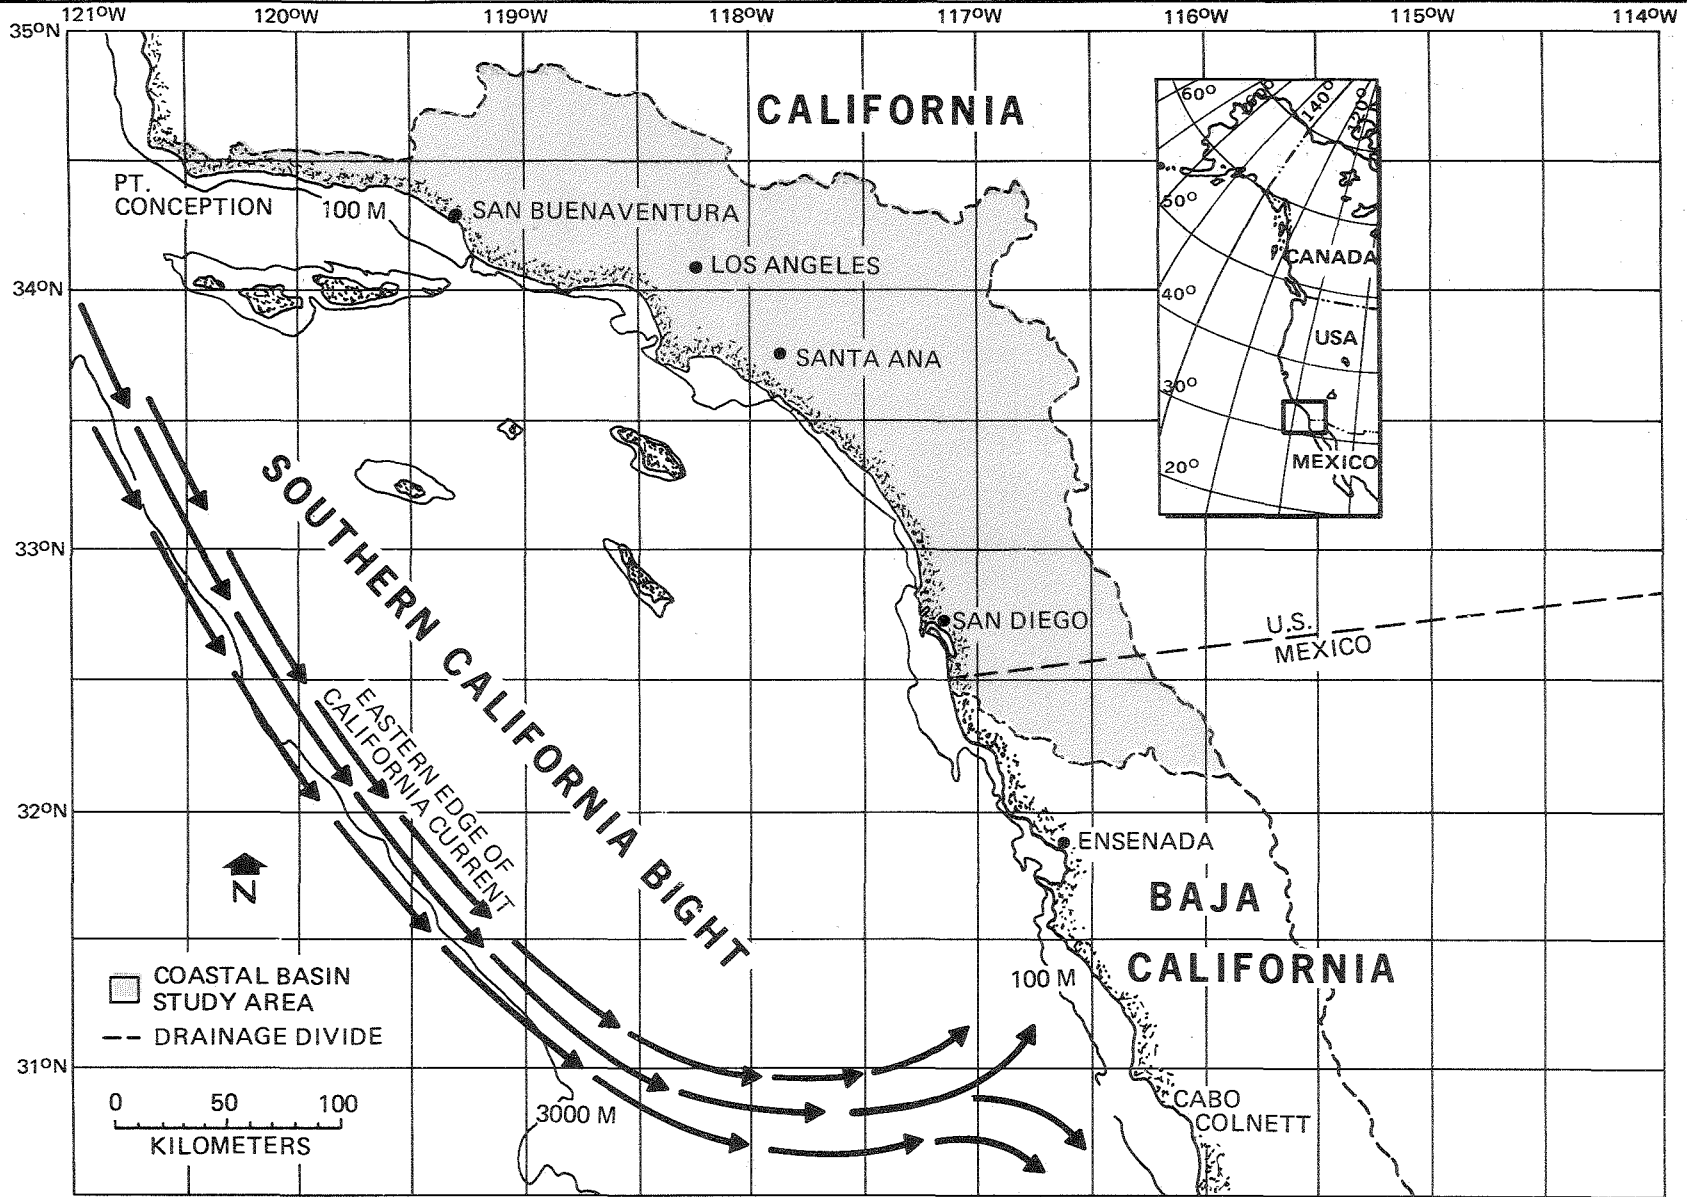 121°W 120°W 119°W 118°W 117°W 116°W 115°W 114°W
35°N
CALIFORNIA
60°
140°
120°
PT.
CONCEPTION
100 M
SAN BUENAVENTURA
50°
LOS ANGELES
CANADA
34°N
40°
USA
SANTA ANA
30°
MEXICO
20°
SOUTHERN CALIFORNIA BIGHT
33°N
SAN DIEGO
U.S.
MEXICO
EASTERN EDGE OF
CALIFORNIA CURRENT
32°N
ENSENADA
N
BAJA
CALIFORNIA
100 M
COASTAL BASIN
STUDY AREA
DRAINAGE DIVIDE
31°N
0 50 100
KILOMETERS
3000 M
CABO
COLNETT